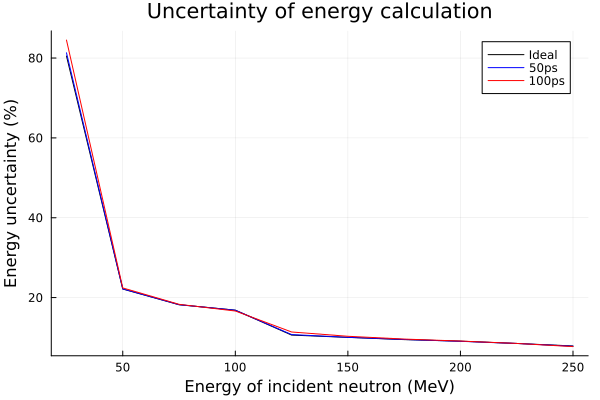 Uncertainty of energy calculation
Ideal
50ps
100ps
80
60
40
20
Energy uncertainty (%)
50
100
150
200
250
Energy of incident neutron (MeV)